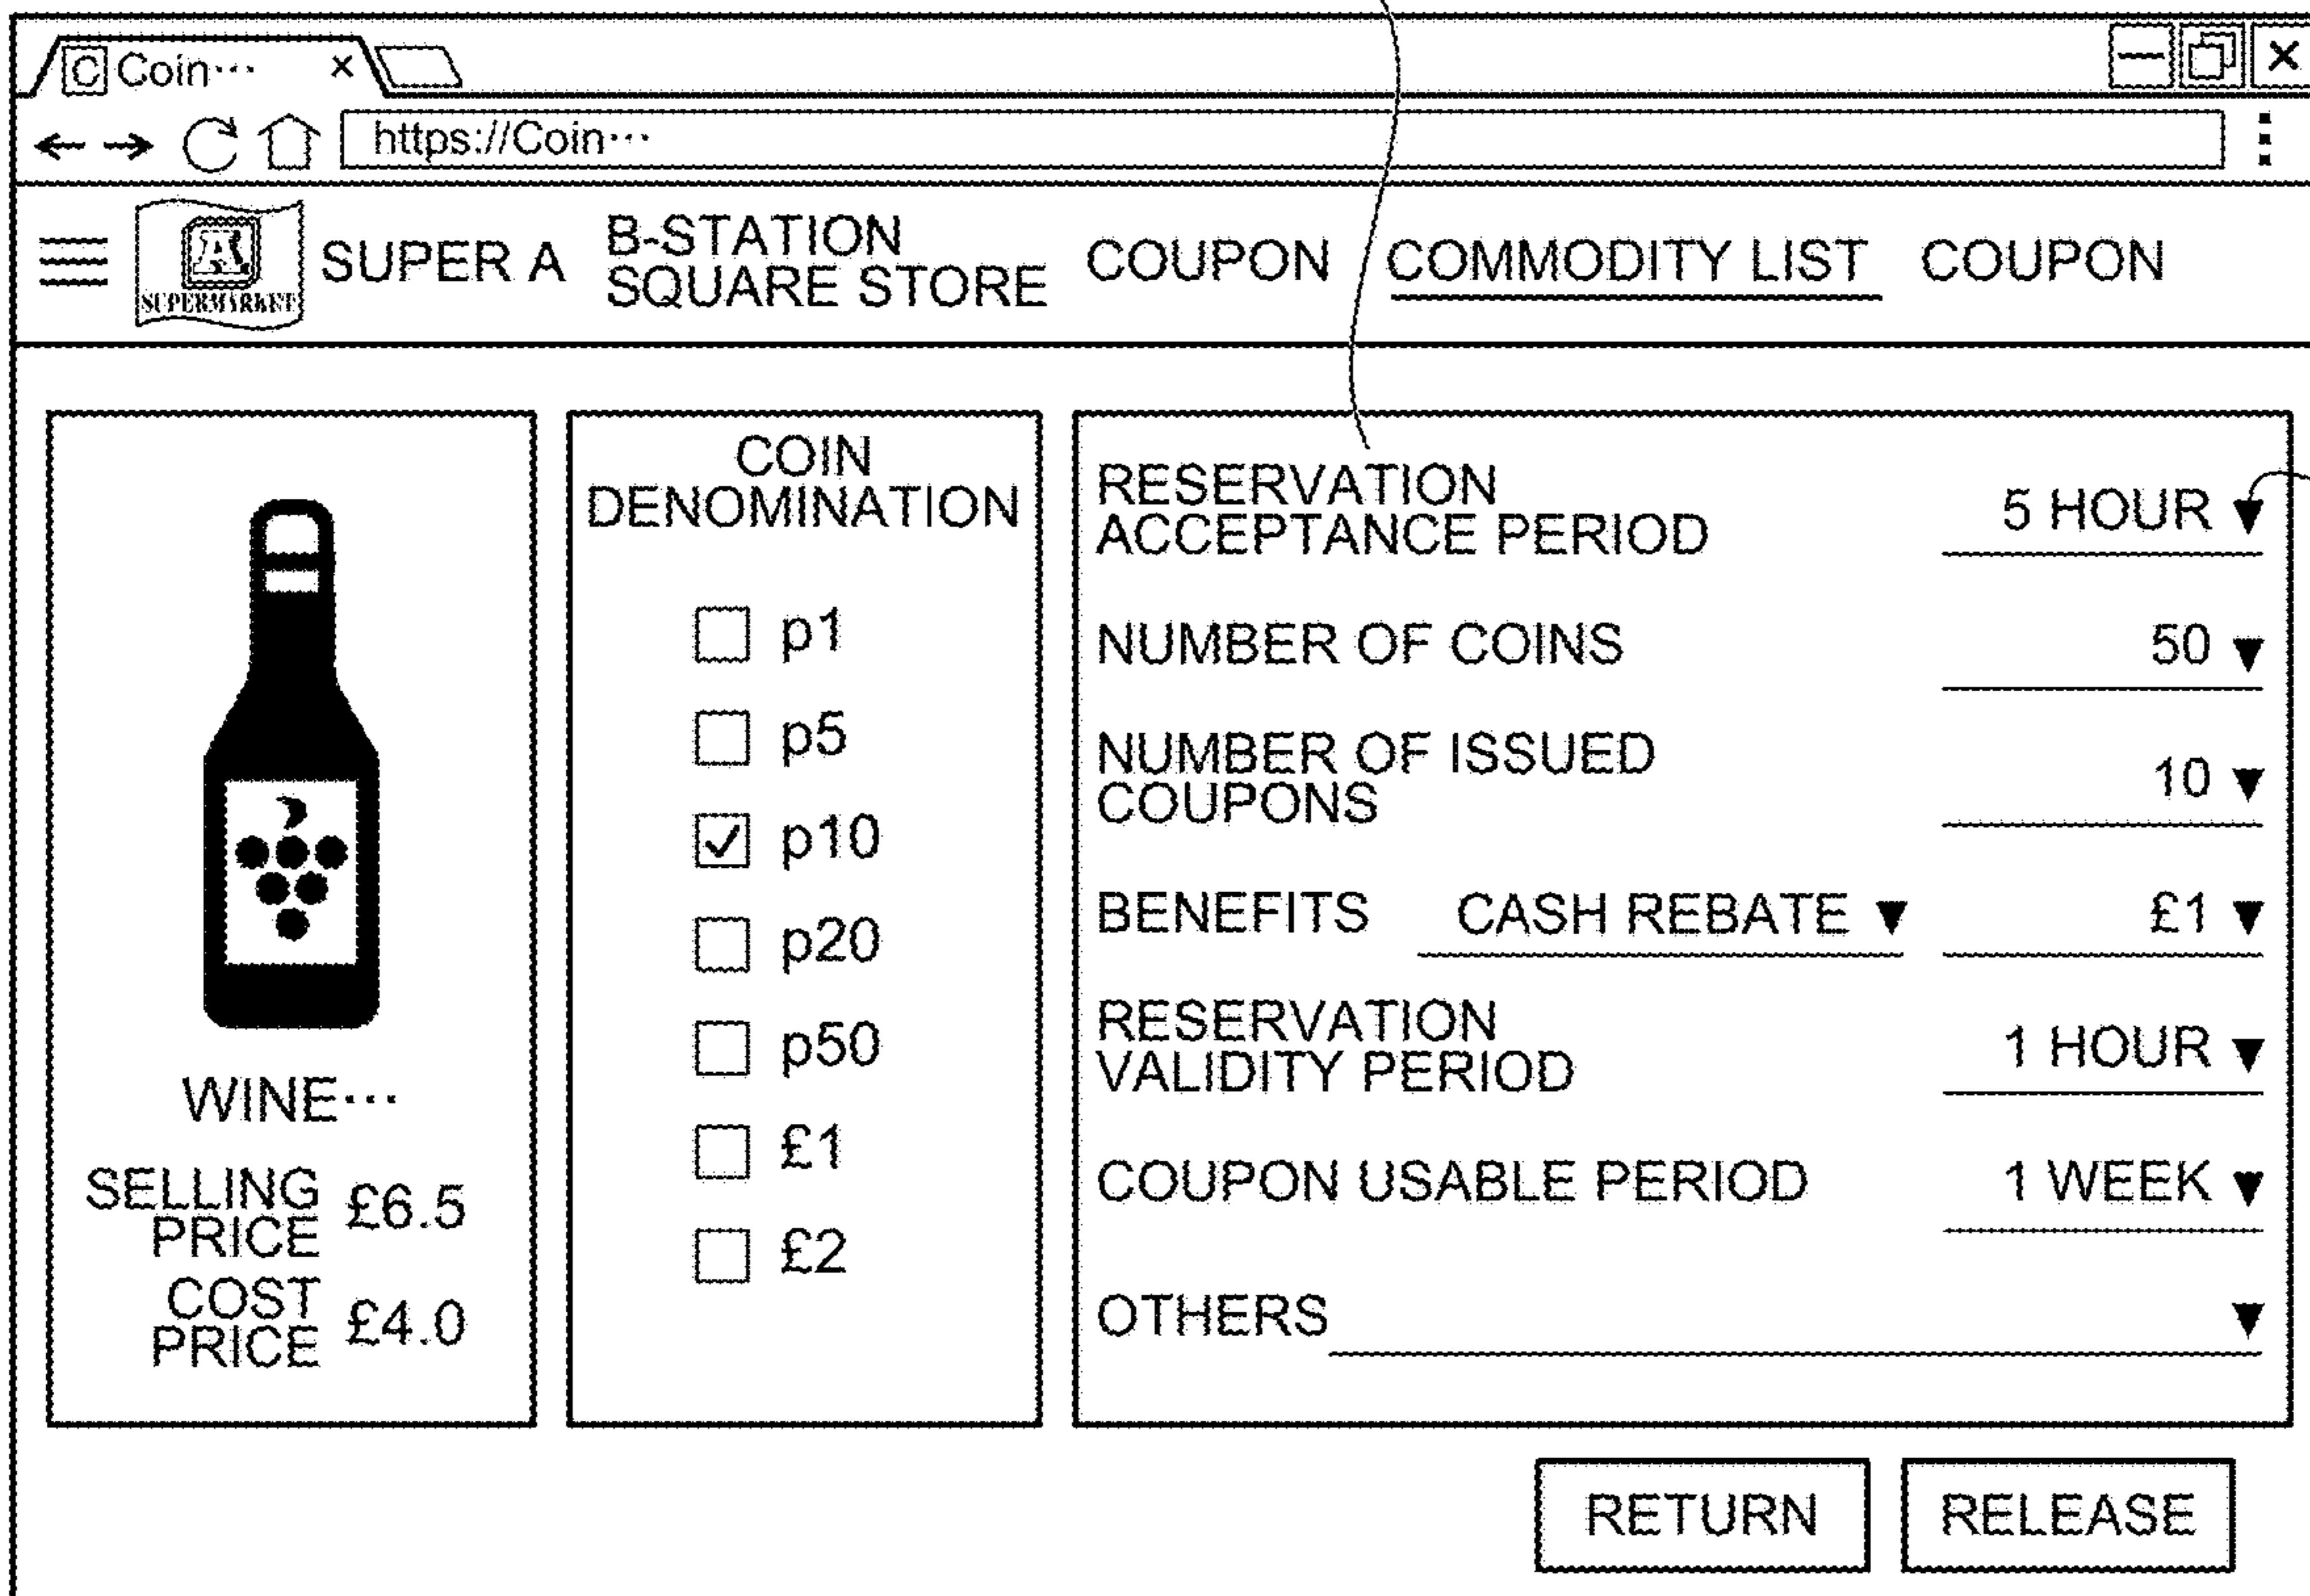 C Coin··· ×
https://Coin···
A.
SUPERMARKET
SUPER A
B-STATION
SQUARE STORE
COUPON
COMMODITY LIST
COUPON
WINE···
SELLING
PRICE £6.5
COST
PRICE £4.0
COIN
DENOMINATION
p1
p5
p10
p20
p50
£1
£2
RESERVATION
ACCEPTANCE PERIOD 5 HOUR ▼
NUMBER OF COINS 50 ▼
NUMBER OF ISSUED
COUPONS 10 ▼
BENEFITS CASH REBATE ▼ £1 ▼
RESERVATION
VALIDITY PERIOD 1 HOUR ▼
COUPON USABLE PERIOD 1 WEEK ▼
OTHERS ▼
RETURN
RELEASE